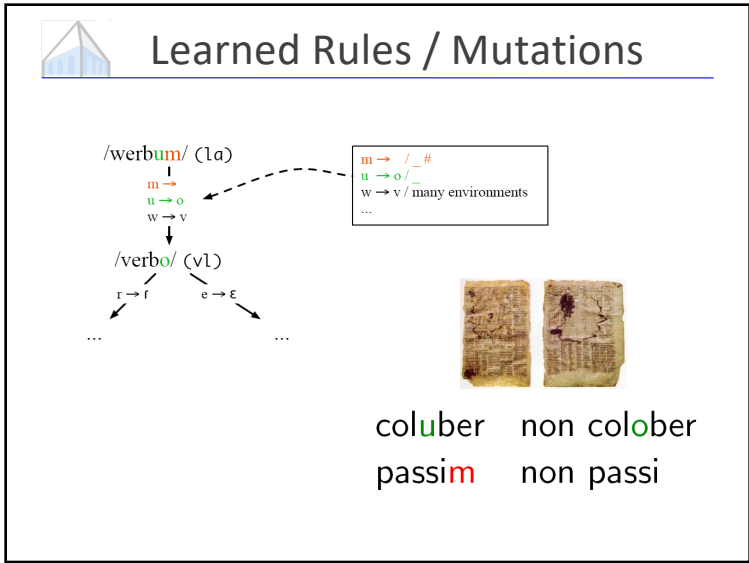 Learned Rules / Mutations
/werbum/ (la)
m →
u → o
w → v
/verbo/ (vl)
r → ɾ
e → ɛ
...
...
m → / _ #
u → o / _
w → v / many environments
...
coluber non colober
passim non passi